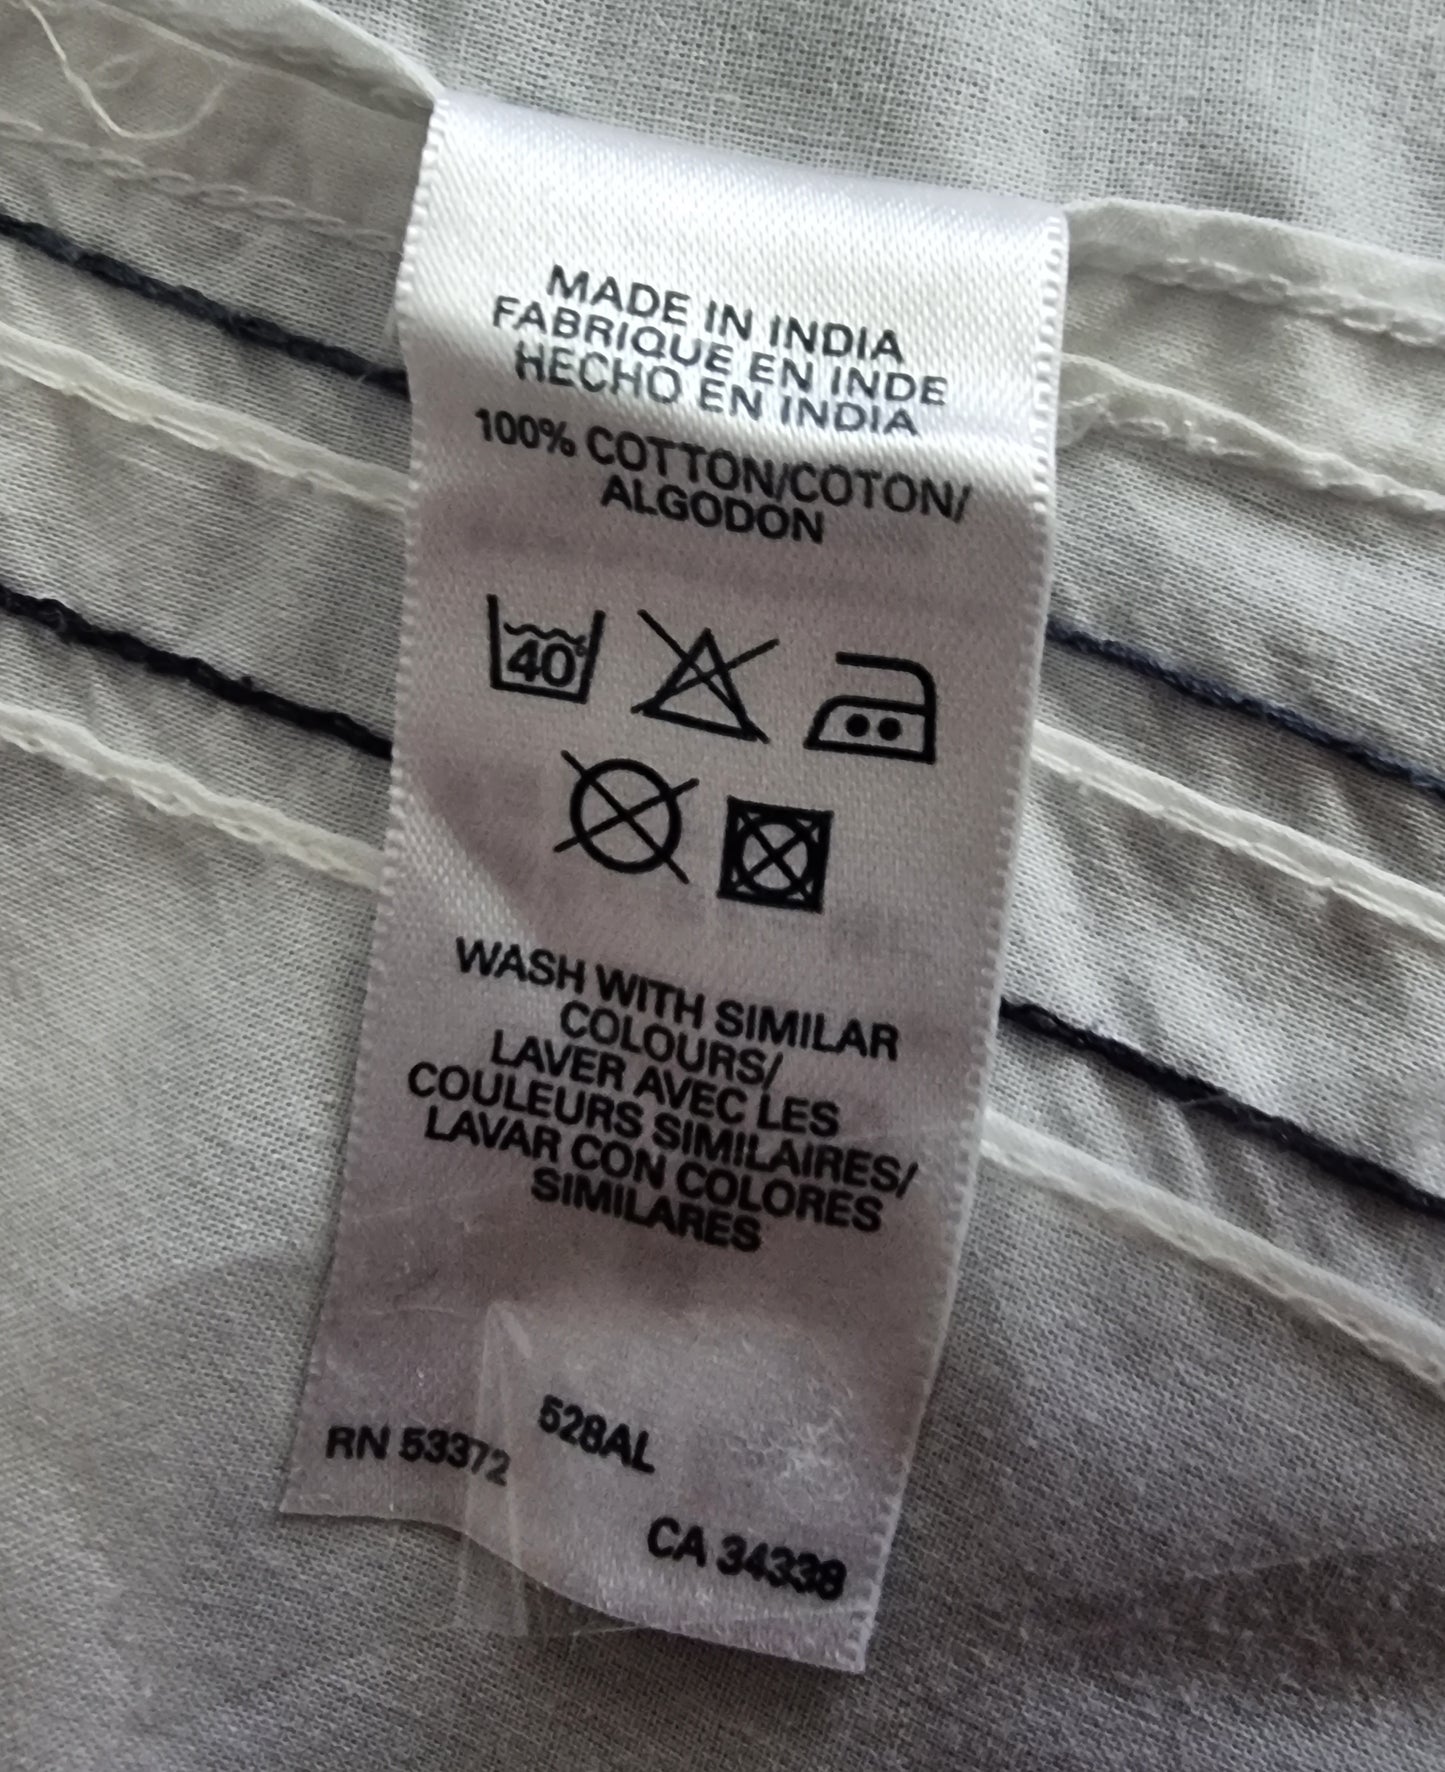 MADE IN INDIA
FABRIQUE EN INDE
HECHO EN INDIA
100% COTTON/COTON/
ALGODON
40°
WASH WITH SIMILAR
COLOURS/
LAVER AVEC LES
COULEURS SIMILAIRES/
LAVAR CON COLORES
SIMILARES
528AL
RN 53372
CA 34338